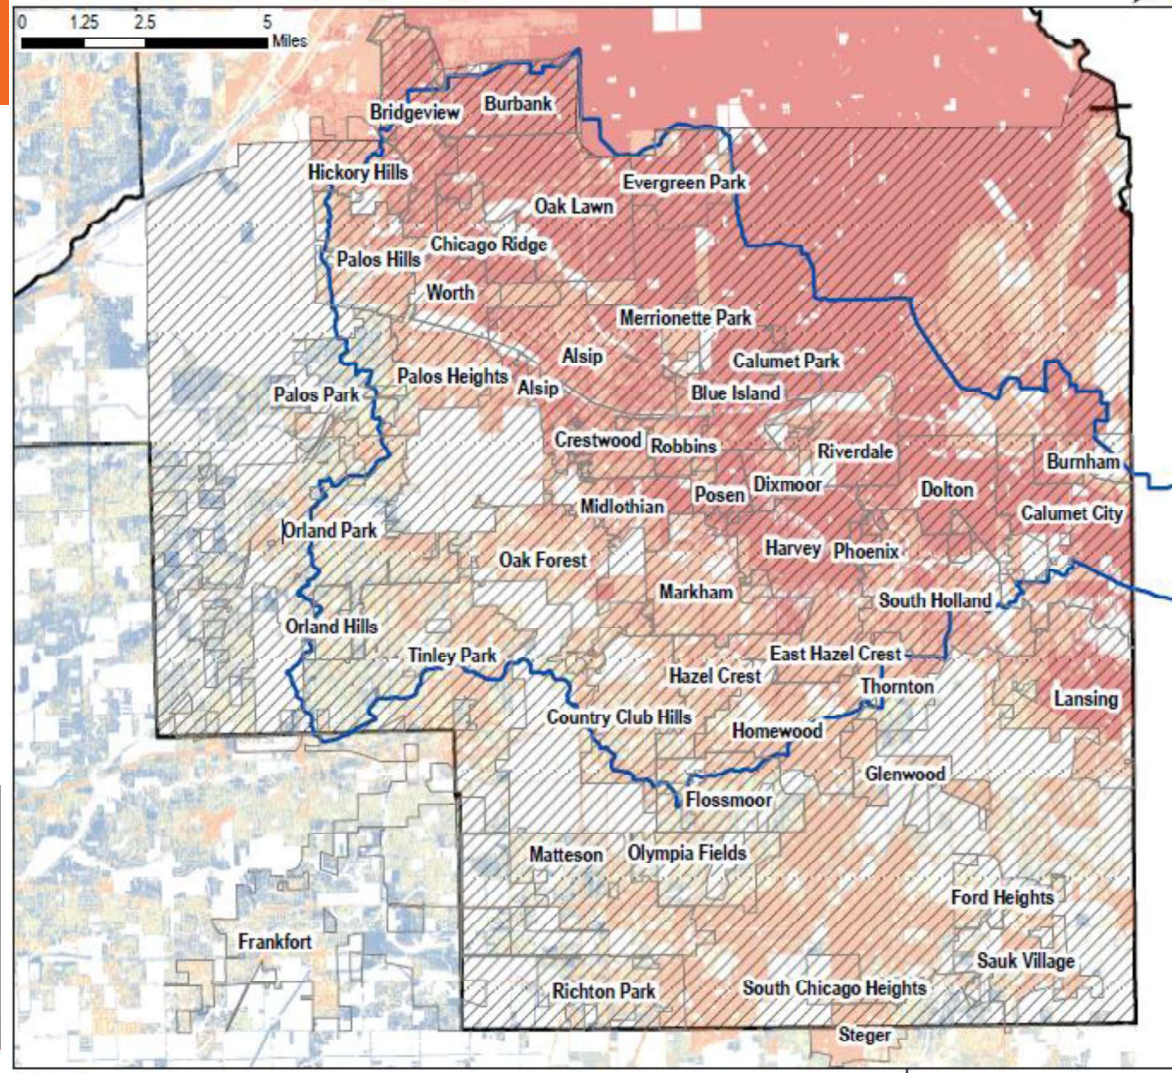 0 1.25 2.5 5
Miles
Bridgeview
Burbank
Hickory Hills
Evergreen Park
Oak Lawn
Chicago Ridge
Palos Hills
Worth
Merrionette Park
Alsip
Calumet Park
Palos Heights
Alsip
Blue Island
Palos Park
Crestwood
Robbins
Riverdale
Burnham
Dixmoor
Posen
Dolton
Midlothian
Calumet City
Orland Park
Harvey
Phoenix
Oak Forest
Markham
South Holland
Orland Hills
Tinley Park
East Hazel Crest
Hazel Crest
Thornton
Lansing
Country Club Hills
Homewood
Glenwood
Flossmoor
Matteson
Olympia Fields
Ford Heights
Frankfort
Sauk Village
Richton Park
South Chicago Heights
Steger